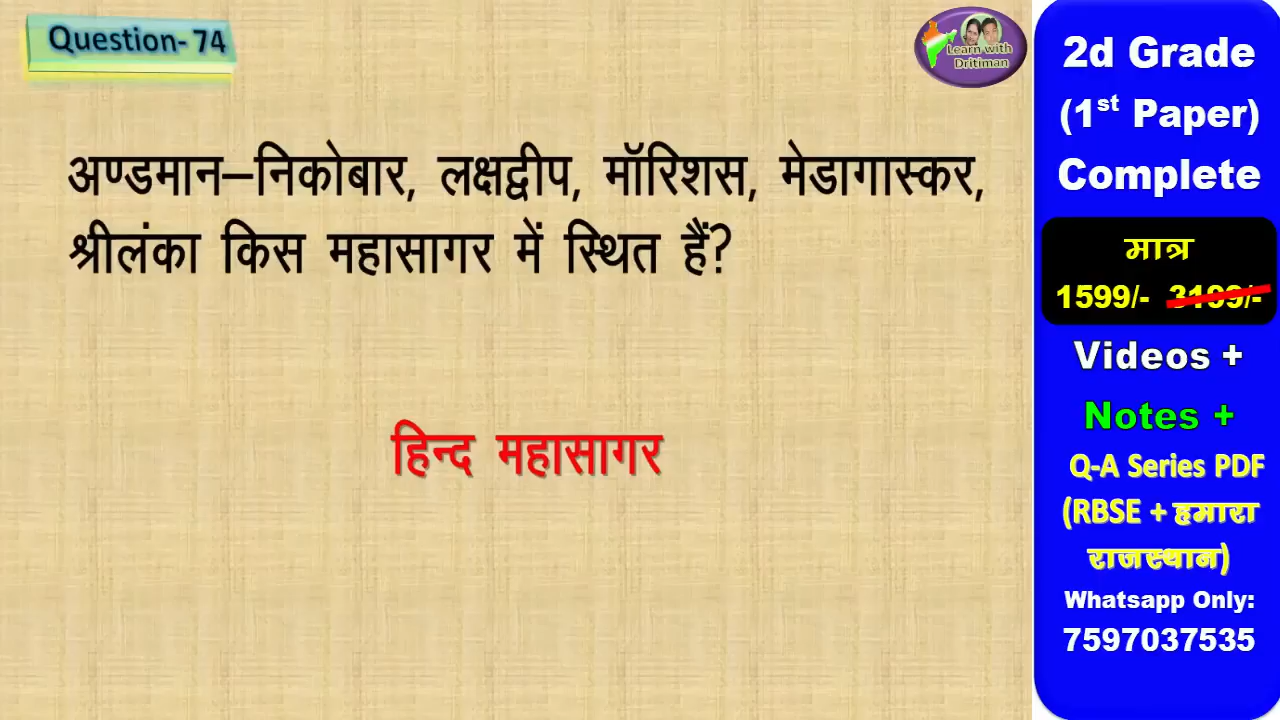 Question- 74
Learn with
Dritiman
अण्डमान–निकोबार, लक्षद्वीप, मॉरिशस, मेडागास्कर,
श्रीलंका किस महासागर में स्थित हैं?
हिन्द महासागर
2d Grade
(1st Paper)
Complete
मात्र
1599/- 3199/-
Videos +
Notes +
Q-A Series PDF
(RBSE + हमारा
राजस्थान)
Whatsapp Only:
7597037535